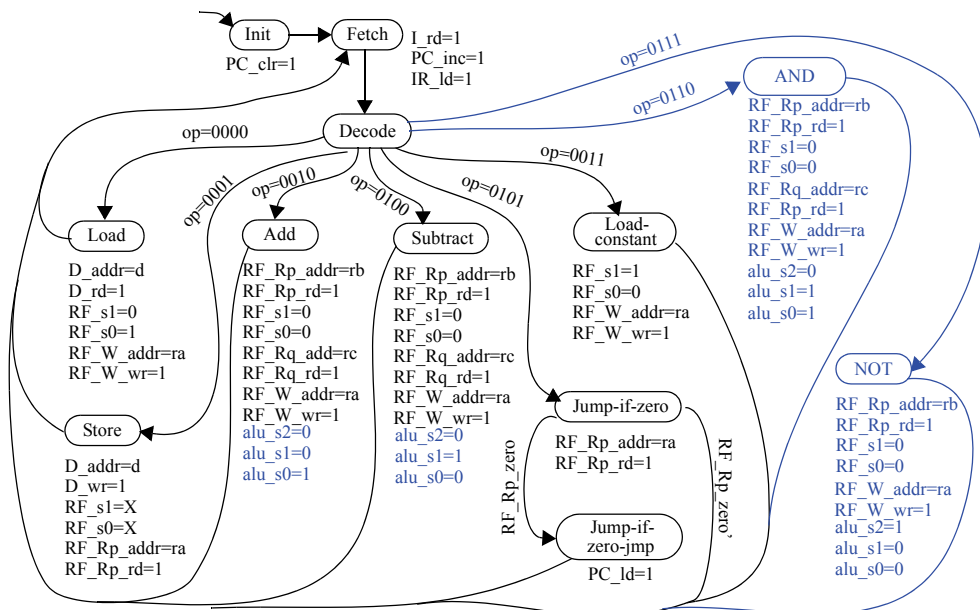 Init
PC_clr=1
Fetch
I_rd=1
PC_inc=1
IR_ld=1
Decode
op=0000
op=0001
op=0010
op=0100
op=0101
op=0011
op=0110
op=0111
Load
D_addr=d
D_rd=1
RF_s1=0
RF_s0=1
RF_W_addr=ra
RF_W_wr=1
Store
D_addr=d
D_wr=1
RF_s1=X
RF_s0=X
RF_Rp_addr=ra
RF_Rp_rd=1
Add
RF_Rp_addr=rb
RF_Rp_rd=1
RF_s1=0
RF_s0=0
RF_Rq_add=rc
RF_Rq_rd=1
RF_W_addr=ra
RF_W_wr=1
alu_s2=0
alu_s1=0
alu_s0=1
Subtract
RF_Rp_addr=rb
RF_Rp_rd=1
RF_s1=0
RF_s0=0
RF_Rq_addr=rc
RF_Rq_rd=1
RF_W_addr=ra
RF_W_wr=1
alu_s2=0
alu_s1=1
alu_s0=0
Load-
constant
RF_s1=1
RF_s0=0
RF_W_addr=ra
RF_W_wr=1
Jump-if-zero
RF_Rp_addr=ra
RF_Rp_rd=1
RF_Rp_zero
RF_Rp_zero'
Jump-if-
zero-jmp
PC_ld=1
AND
RF_Rp_addr=rb
RF_Rp_rd=1
RF_s1=0
RF_s0=0
RF_Rq_addr=rc
RF_Rp_rd=1
RF_W_addr=ra
RF_W_wr=1
alu_s2=0
alu_s1=1
alu_s0=1
NOT
RF_Rp_addr=rb
RF_Rp_rd=1
RF_s1=0
RF_s0=0
RF_W_addr=ra
RF_W_wr=1
alu_s2=1
alu_s1=0
alu_s0=0